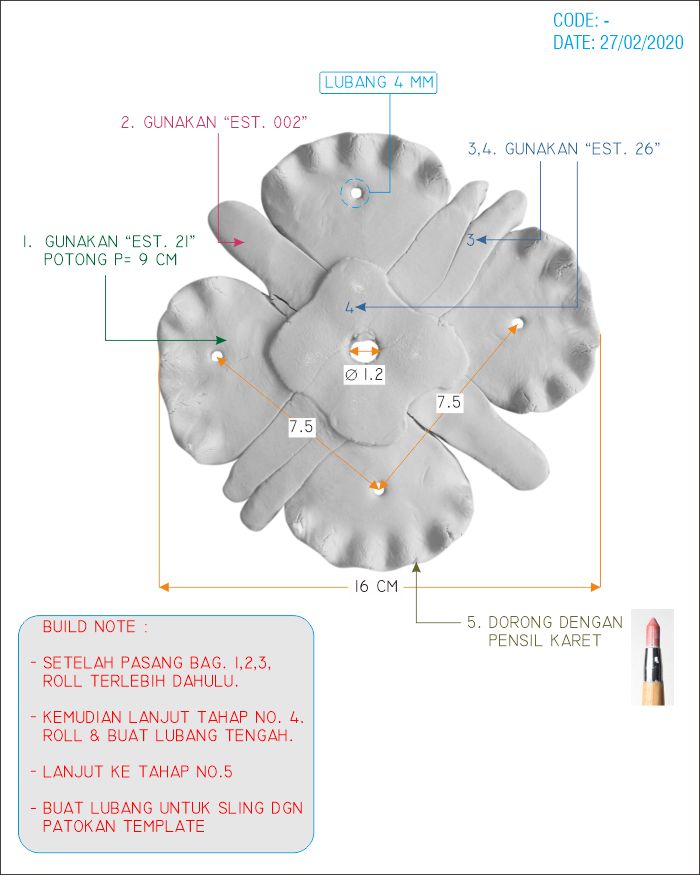 CODE: -
DATE: 27/02/2020
LUBANG 4 MM
2. GUNAKAN “EST. 002”
3,4. GUNAKAN “EST. 26”
1. GUNAKAN “EST. 21”
POTONG P= 9 CM
3
4
Ø 1.2
7.5
7.5
16 CM
5. DORONG DENGAN
PENSIL KARET
BUILD NOTE :
- SETELAH PASANG BAG. 1,2,3,
ROLL TERLEBIH DAHULU.
- KEMUDIAN LANJUT TAHAP NO. 4.
ROLL & BUAT LUBANG TENGAH.
- LANJUT KE TAHAP NO.5
- BUAT LUBANG UNTUK SLING DGN
PATOKAN TEMPLATE